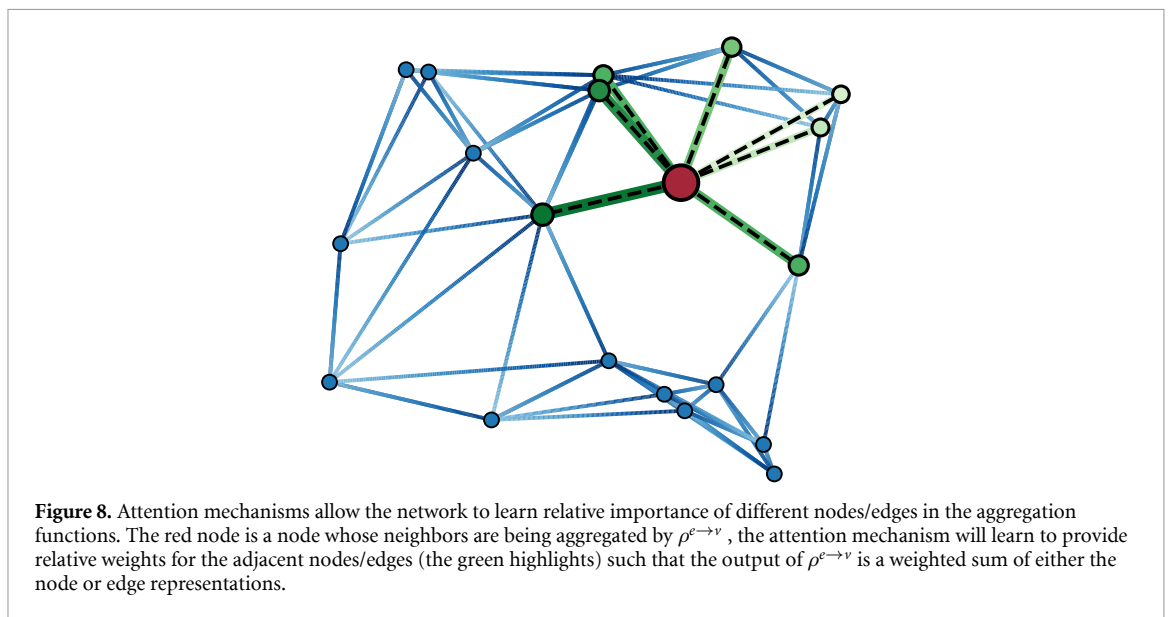 Figure 8. Attention mechanisms allow the network to learn relative importance of different nodes/edges in the aggregation
functions. The red node is a node whose neighbors are being aggregated by ρ^{e→v} , the attention mechanism will learn to provide
relative weights for the adjacent nodes/edges (the green highlights) such that the output of ρ^{e→v} is a weighted sum of either the
node or edge representations.